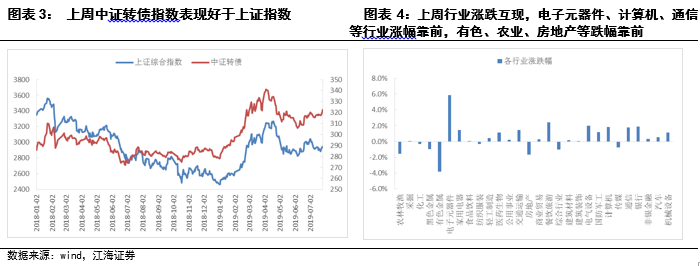 图表 3： 上周中证转债指数表现好于上证指数
上证综合指数
中证转债
3800
3600
3400
3200
3000
2800
2600
2400
350
340
330
320
310
300
290
280
270
260
250
2018-01-02
2018-02-02
2018-03-02
2018-04-02
2018-05-02
2018-06-02
2018-07-02
2018-08-02
2018-09-02
2018-10-02
2018-11-02
2018-12-02
2019-01-02
2019-02-02
2019-03-02
2019-04-02
2019-05-02
2019-06-02
2019-07-02
图表 4：上周行业涨跌互现，电子元器件、计算机、通信
等行业涨幅靠前，有色、农业、房地产等跌幅靠前
各行业涨跌幅
8.0%
6.0%
4.0%
2.0%
0.0%
-2.0%
-4.0%
-6.0%
农林牧渔
采掘
化工
黑色金属
有色金属
电子元器件
家用电器
食品饮料
纺织服装
轻工制造
医药生物
公用事业
交通运输
房地产
商业贸易
餐饮旅游
综合行业
建筑材料
建筑装饰
电气设备
国防军工
计算机
传媒
通信
银行
非银金融
汽车
机械设备
数据来源：wind，江海证券